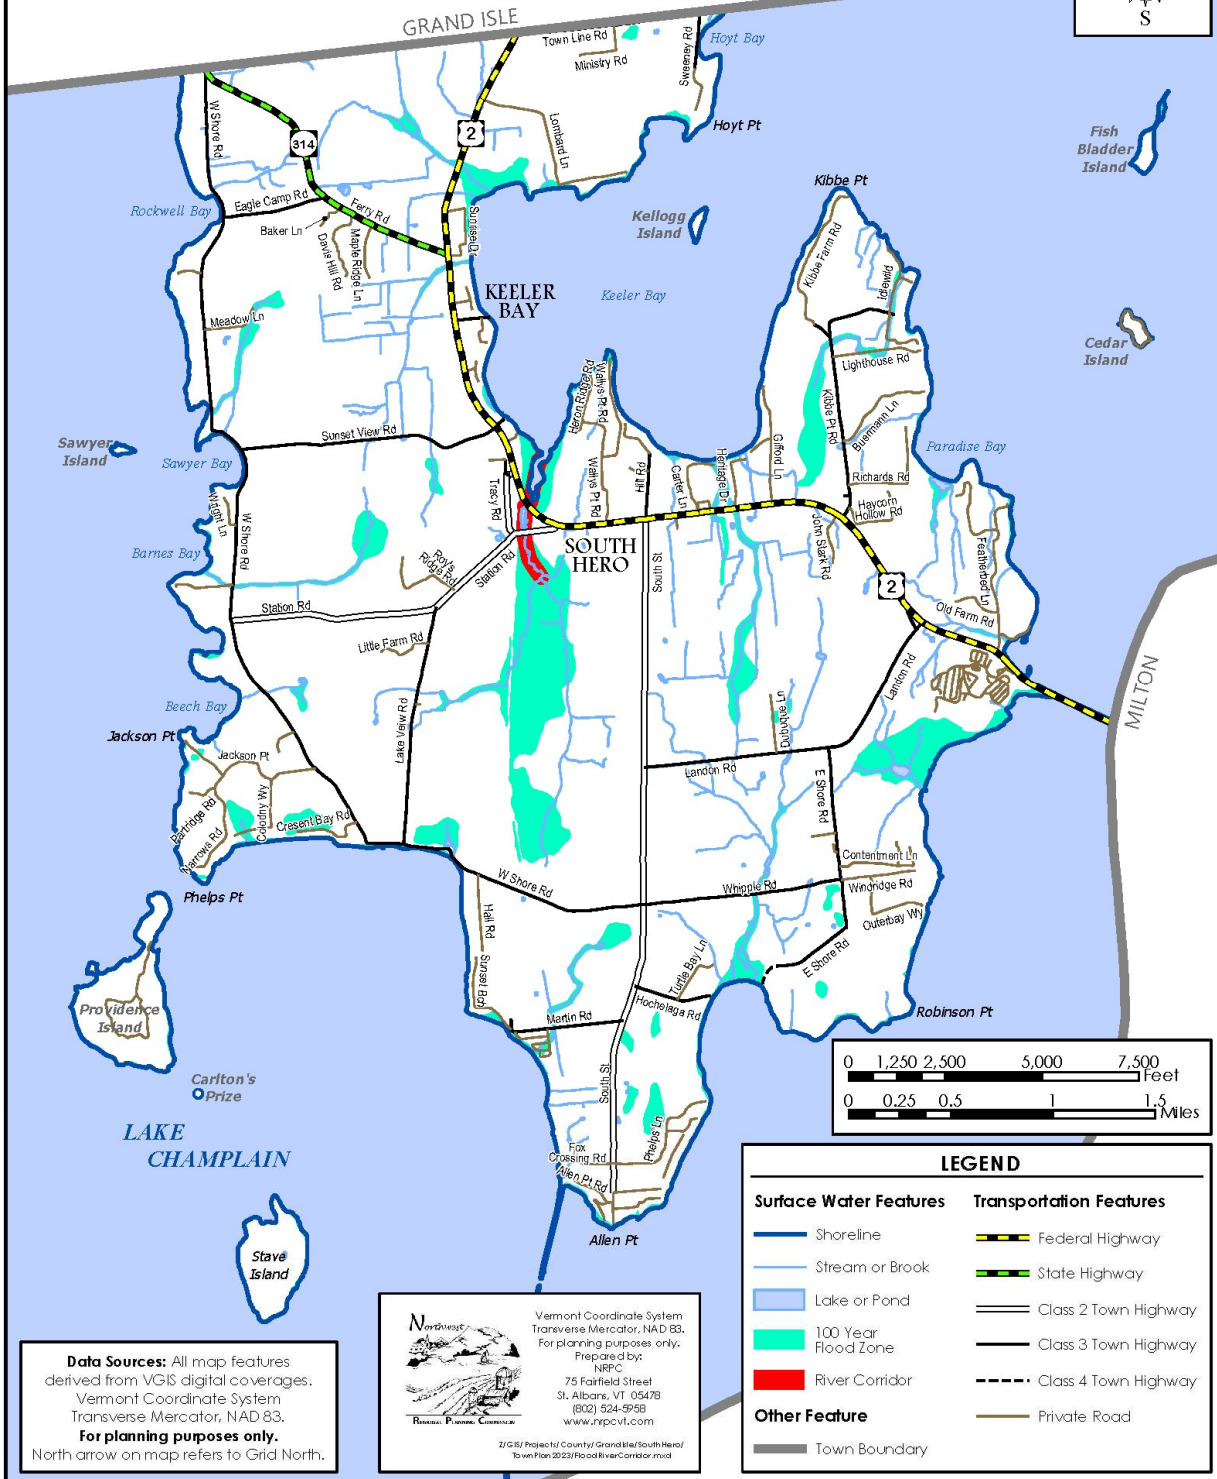 GRAND ISLE
S
Town Line Rd
Ministry Rd
Sweeney Rd
Hoyt Bay
Hoyt Pt
Lombard Ln
2
314
W Shore Rd
Fish
Bladder
Island
Kibbe Pt
Rockwell Bay
Eagle Camp Rd
Ferry Rd
Baker Ln
Davis Hill Rd
Maple Ridge Ln
Sunrise Dr
Kellogg
Island
Kibbe Farm Rd
Idlewild
KEELER
BAY
Keeler Bay
Meadow Ln
Cedar
Island
Lighthouse Rd
Heron Ridge Rd
Wallys Pt Rd
Kibbe Pt Rd
Buermann Ln
Sunset View Rd
Sawyer
Island
Sawyer Bay
Paradise Bay
Gifford Ln
Heritage Dr
Carter Ln
Hill Rd
Wallys Pt Rd
Tracy Rd
Richards Rd
Haycorn
Hollow Rd
Wright Ln
W Shore Rd
Barnes Bay
SOUTH
HERO
John Stark Rd
Featherbed Ln
Roy's
Ridge Rd
Station Rd
South St
2
Old Farm Rd
Station Rd
Little Farm Rd
Landon Rd
MILTON
Beech Bay
Jackson Pt
Lake View Rd
Dubuque Ln
Jackson Pt
Landon Rd
E Shore Rd
Partridge Rd
Colodny Wy
Cresent Bay Rd
Narrows Rd
Contentment Ln
Phelps Pt
W Shore Rd
Whipple Rd
Windridge Rd
Outerbay Wy
Hall Rd
Sunset Bch
Turtle Bay Ln
E Shore Rd
Providence
Island
Hochelaga Rd
Martin Rd
Robinson Pt
Carlton's
Prize
South St
0 1,250 2,500 5,000 7,500
Feet
0 0.25 0.5 1 1.5
Miles
LAKE
CHAMPLAIN
Fox
Crossing Rd
Phelps Ln
Allen Pt Rd
Allen Pt
Stave
Island
LEGEND
Surface Water Features
Shoreline
Stream or Brook
Lake or Pond
100 Year
Flood Zone
River Corridor
Other Feature
Town Boundary
Transportation Features
Federal Highway
State Highway
Class 2 Town Highway
Class 3 Town Highway
Class 4 Town Highway
Private Road
Data Sources: All map features
derived from VGIS digital coverages.
Vermont Coordinate System
Transverse Mercator, NAD 83.
For planning purposes only.
North arrow on map refers to Grid North.
Northwest
Regional Planning Commission
Vermont Coordinate System
Transverse Mercator, NAD 83.
For planning purposes only.
Prepared by:
NRPC
75 Fairfield Street
St. Albans, VT 05478
(802) 524-5958
www.nrpcvt.com
Z/GIS/Projects/County/GrandIsle/SouthHero/
TownPlan2023/FloodRiverCorridor.mxd